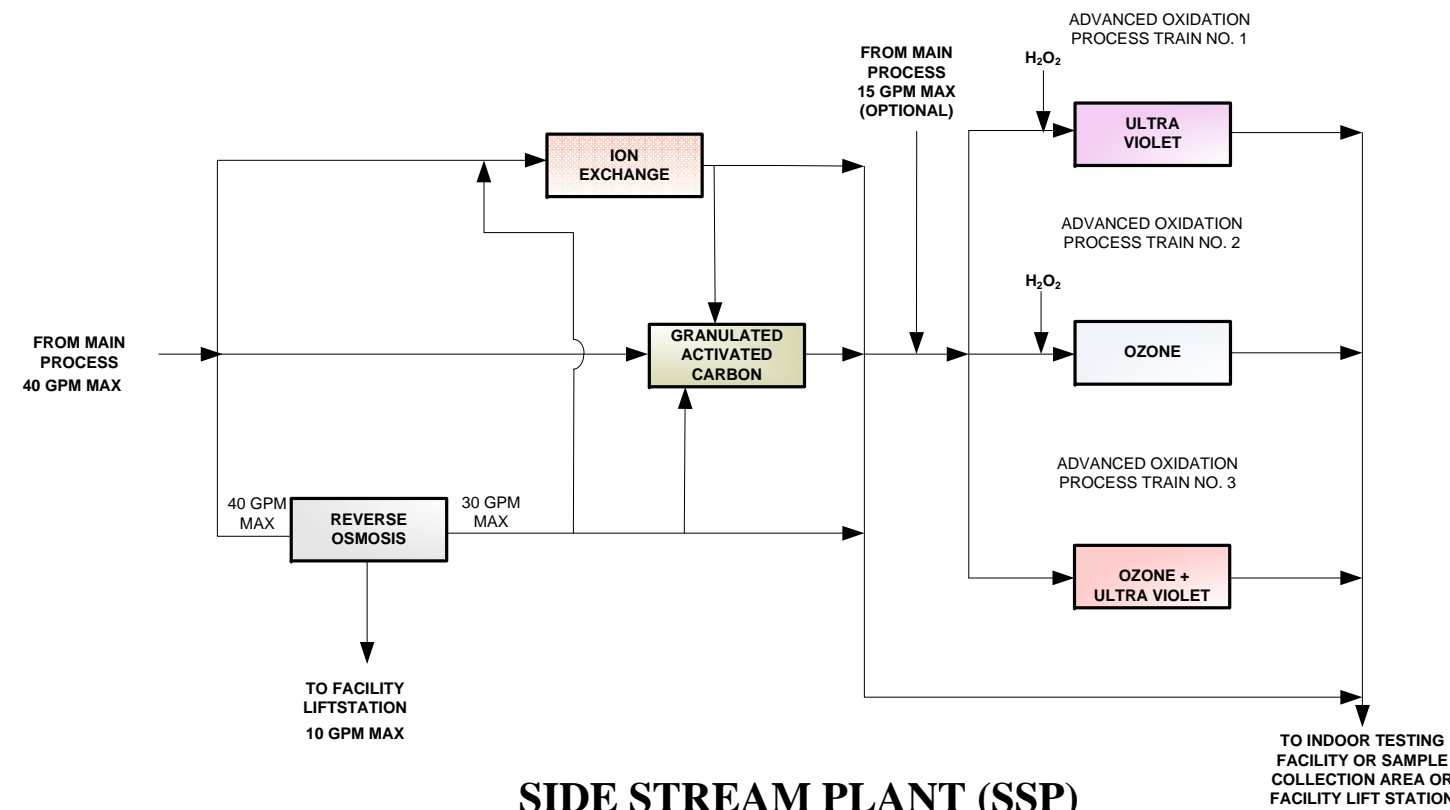 ADVANCED OXIDATION
PROCESS TRAIN NO. 1
FROM MAIN
PROCESS
15 GPM MAX
(OPTIONAL)
H₂O₂
ULTRA
VIOLET
ION
EXCHANGE
ADVANCED OXIDATION
PROCESS TRAIN NO. 2
H₂O₂
FROM MAIN
PROCESS
40 GPM MAX
GRANULATED
ACTIVATED
CARBON
OZONE
ADVANCED OXIDATION
PROCESS TRAIN NO. 3
40 GPM
MAX
REVERSE
OSMOSIS
30 GPM
MAX
OZONE +
ULTRA VIOLET
TO FACILITY
LIFTSTATION
10 GPM MAX
TO INDOOR TESTING
FACILITY OR SAMPLE
COLLECTION AREA OR
FACILITY LIFT STATION
SIDE STREAM PLANT (SSP)